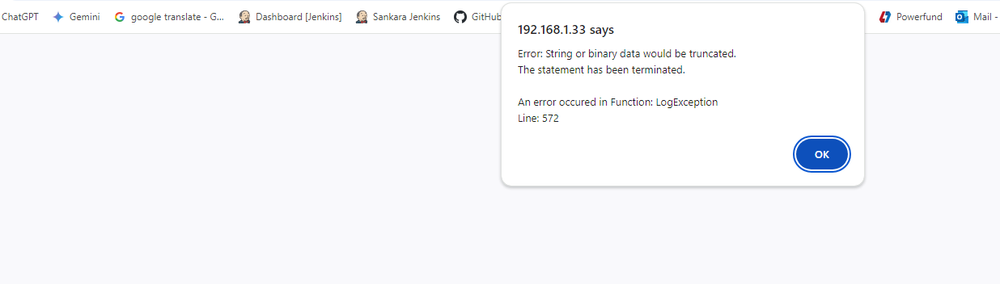 ChatGPT
Gemini
google translate - G...
Dashboard [Jenkins]
Sankara Jenkins
GitHub
Powerfund
Mail -
192.168.1.33 says
Error: String or binary data would be truncated.
The statement has been terminated.
An error occured in Function: LogException
Line: 572
OK